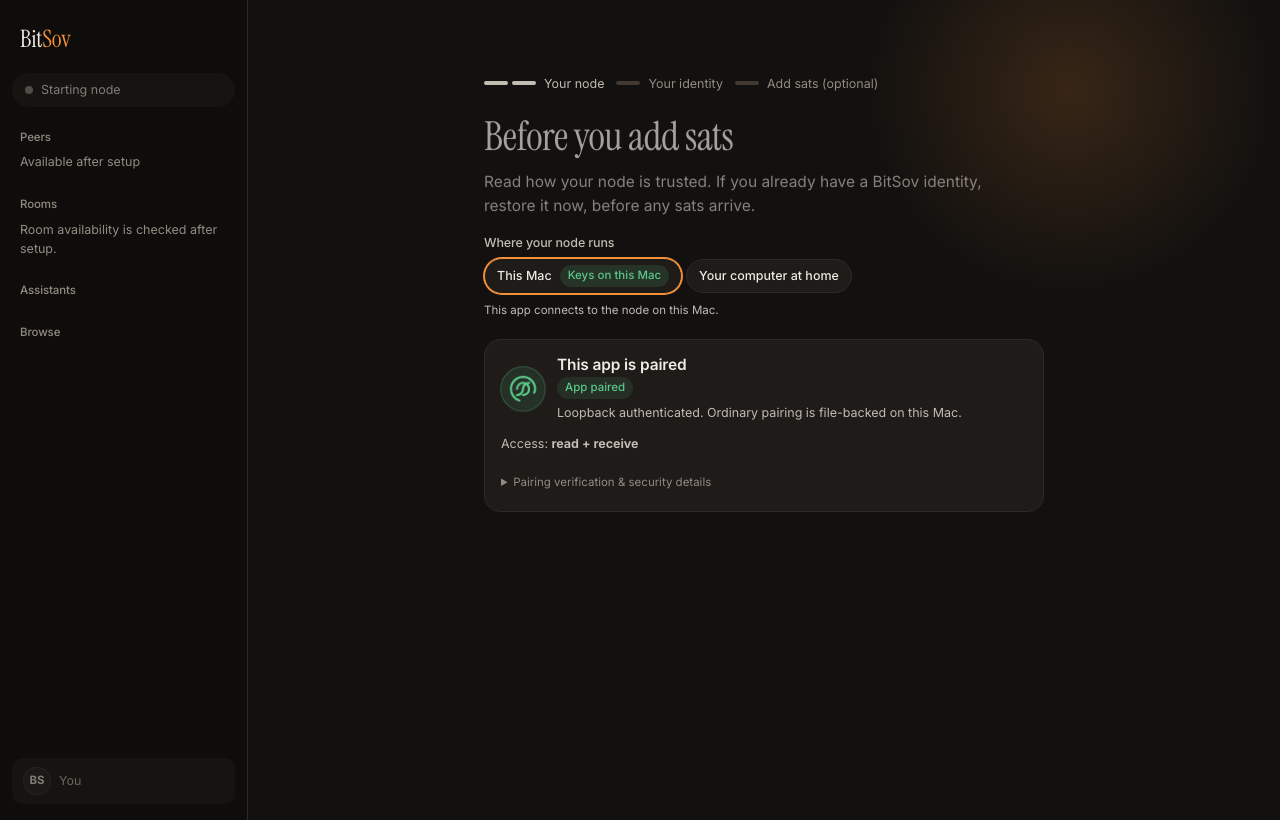 BitSov
Starting node
Peers
Available after setup
Rooms
Room availability is checked after
setup.
Assistants
Browse
BS You
Your node Your identity Add sats (optional)
Before you add sats
Read how your node is trusted. If you already have a BitSov identity,
restore it now, before any sats arrive.
Where your node runs
This Mac Keys on this Mac Your computer at home
This app connects to the node on this Mac.
This app is paired
App paired
Loopback authenticated. Ordinary pairing is file-backed on this Mac.
Access: read + receive
Pairing verification & security details